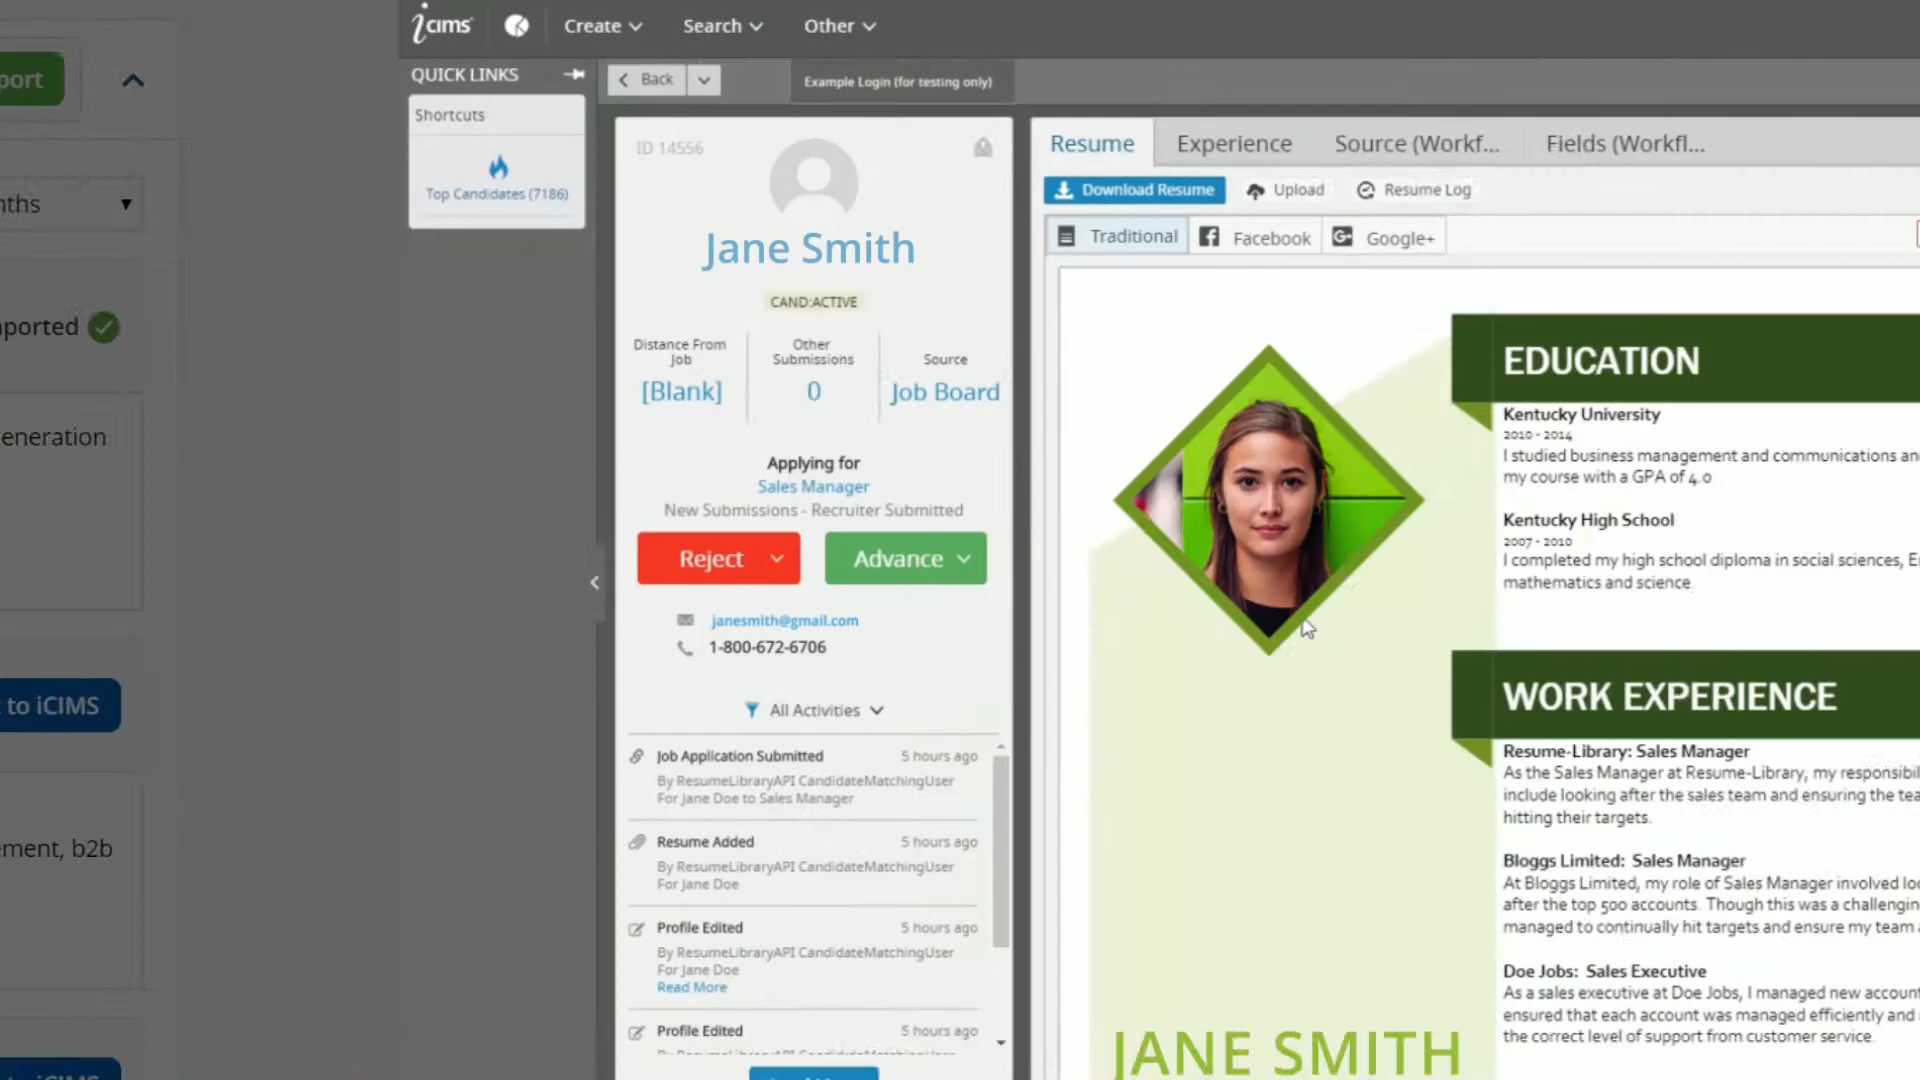 port
nths
ported
eneration
to iCIMS
ement, b2b
to iCIMS
iCIMS
Create
Search
Other
QUICK LINKS
Shortcuts
Top Candidates (7186)
Back
Example Login (for testing only)
ID 14556
Jane Smith
CAND:ACTIVE
Distance From Job
[Blank]
Other Submissions
0
Source
Job Board
Applying for
Sales Manager
New Submissions - Recruiter Submitted
Reject
Advance
janesmith@gmail.com
1-800-672-6706
All Activities
Job Application Submitted 5 hours ago
By ResumeLibraryAPI CandidateMatchingUser
For Jane Doe to Sales Manager
Resume Added 5 hours ago
By ResumeLibraryAPI CandidateMatchingUser
For Jane Doe
Profile Edited 5 hours ago
By ResumeLibraryAPI CandidateMatchingUser
For Jane Doe
Read More
Profile Edited 5 hours ago
Resume
Experience
Source (Workf...
Fields (Workfl...
Download Resume
Upload
Resume Log
Traditional
Facebook
Google+
JANE SMITH
EDUCATION
Kentucky University
2010 - 2014
I studied business management and communications an
my course with a GPA of 4.0
Kentucky High School
2007 - 2010
I completed my high school diploma in social sciences, E
mathematics and science.
WORK EXPERIENCE
Resume-Library: Sales Manager
As the Sales Manager at Resume-Library, my responsibil
include looking after the sales team and ensuring the tea
hitting their targets.
Bloggs Limited: Sales Manager
At Bloggs Limited, my role of Sales Manager involved loo
after the top 500 accounts. Though this was a challenging
managed to continually hit targets and ensure my team
Doe Jobs: Sales Executive
As a sales executive at Doe Jobs, I managed new account
ensured that each account was managed efficiently and
the correct level of support from customer service.